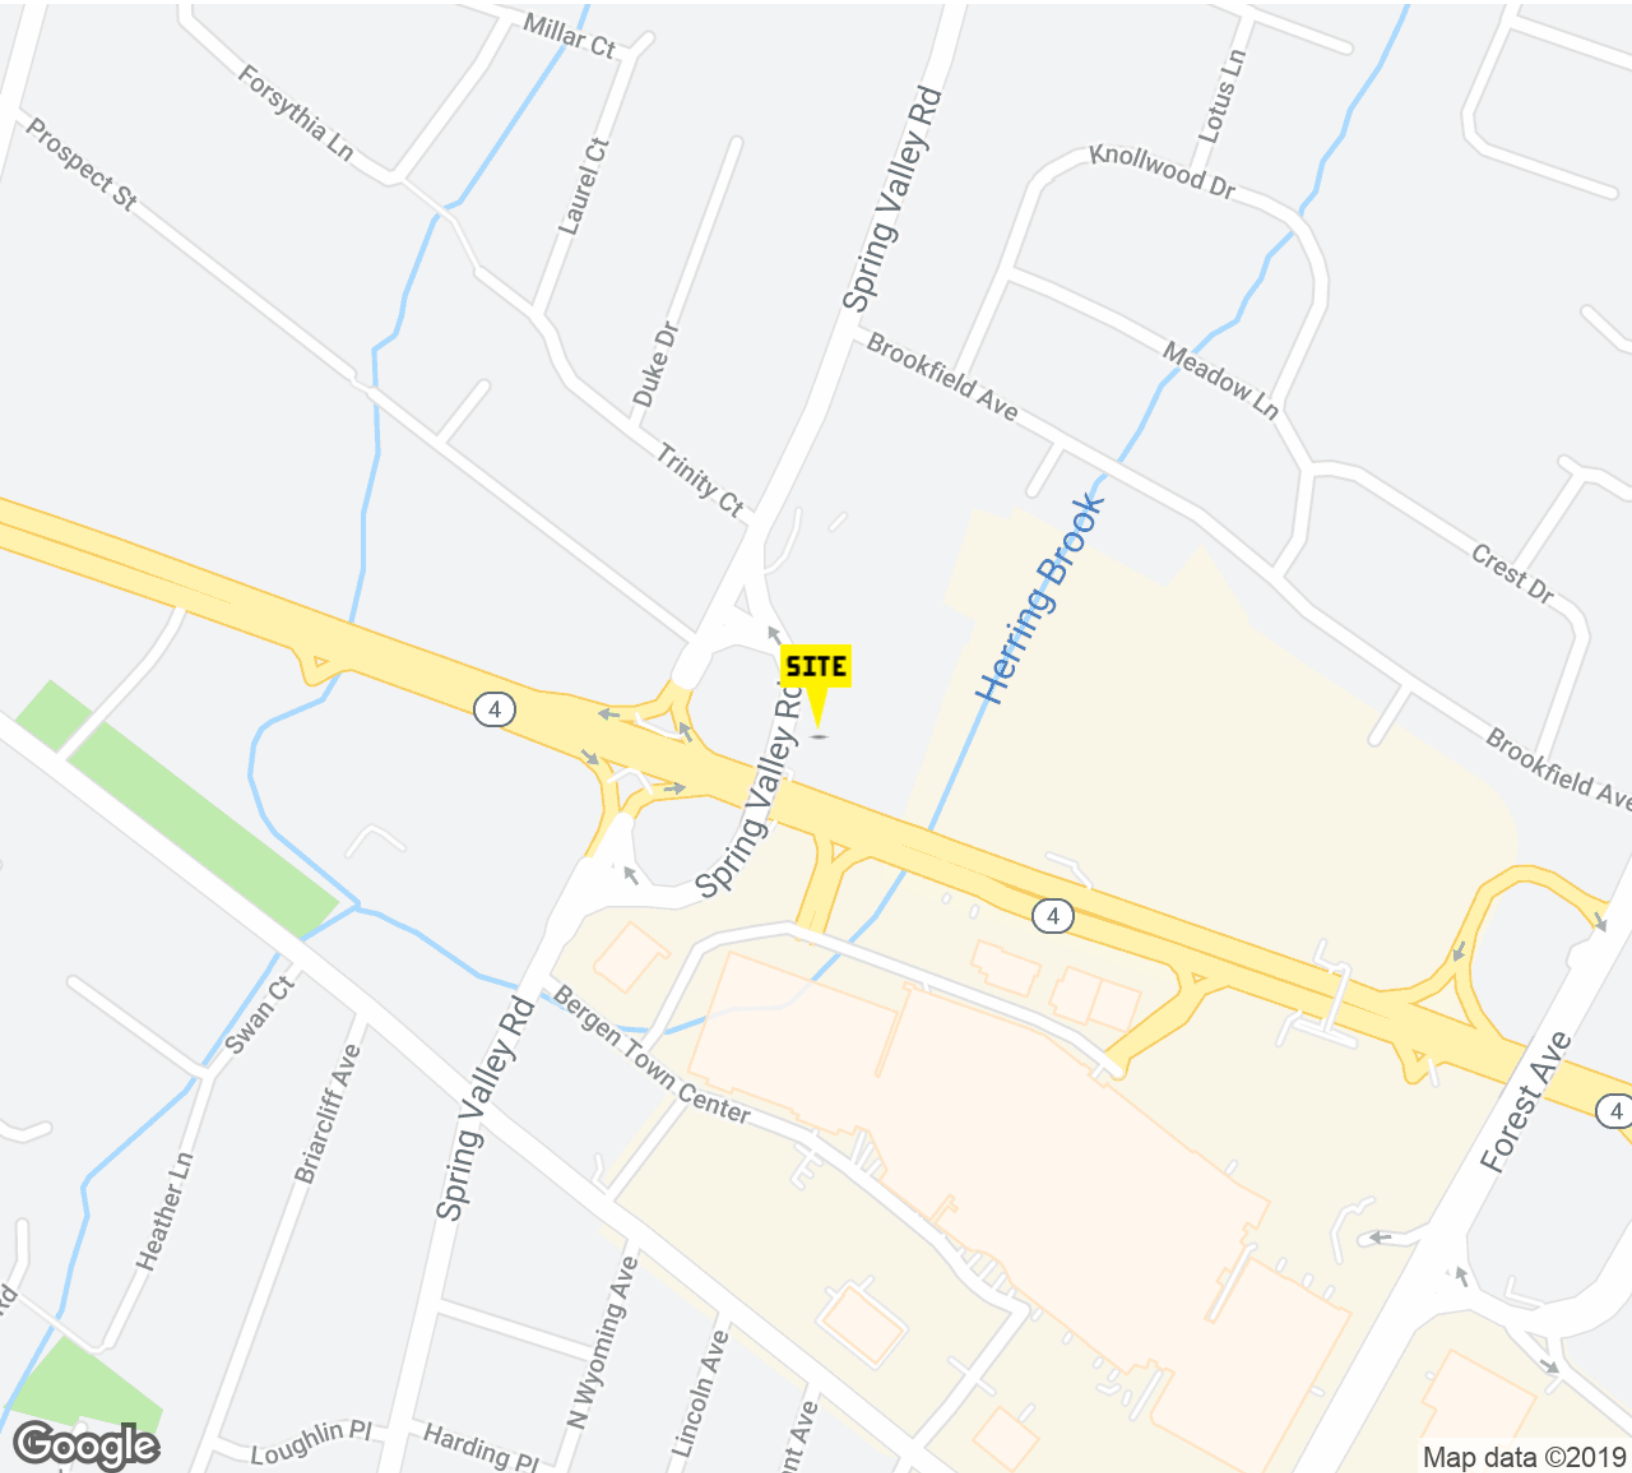 Millar Ct
Forsythia Ln
Prospect St
Laurel Ct
Spring Valley Rd
Lotus Ln
Knollwood Dr
Duke Dr
Brookfield Ave
Meadow Ln
Trinity Ct
Herring Brook
Crest Dr
SITE
4
Spring Valley Rd
Brookfield Ave
4
Swan Ct
Bergen Town Center
Spring Valley Rd
Briarcliff Ave
Forest Ave
4
Heather Ln
Rd
N Wyoming Ave
Lincoln Ave
Ave
Loughlin Pl
Harding Pl
Google
Map data ©2019